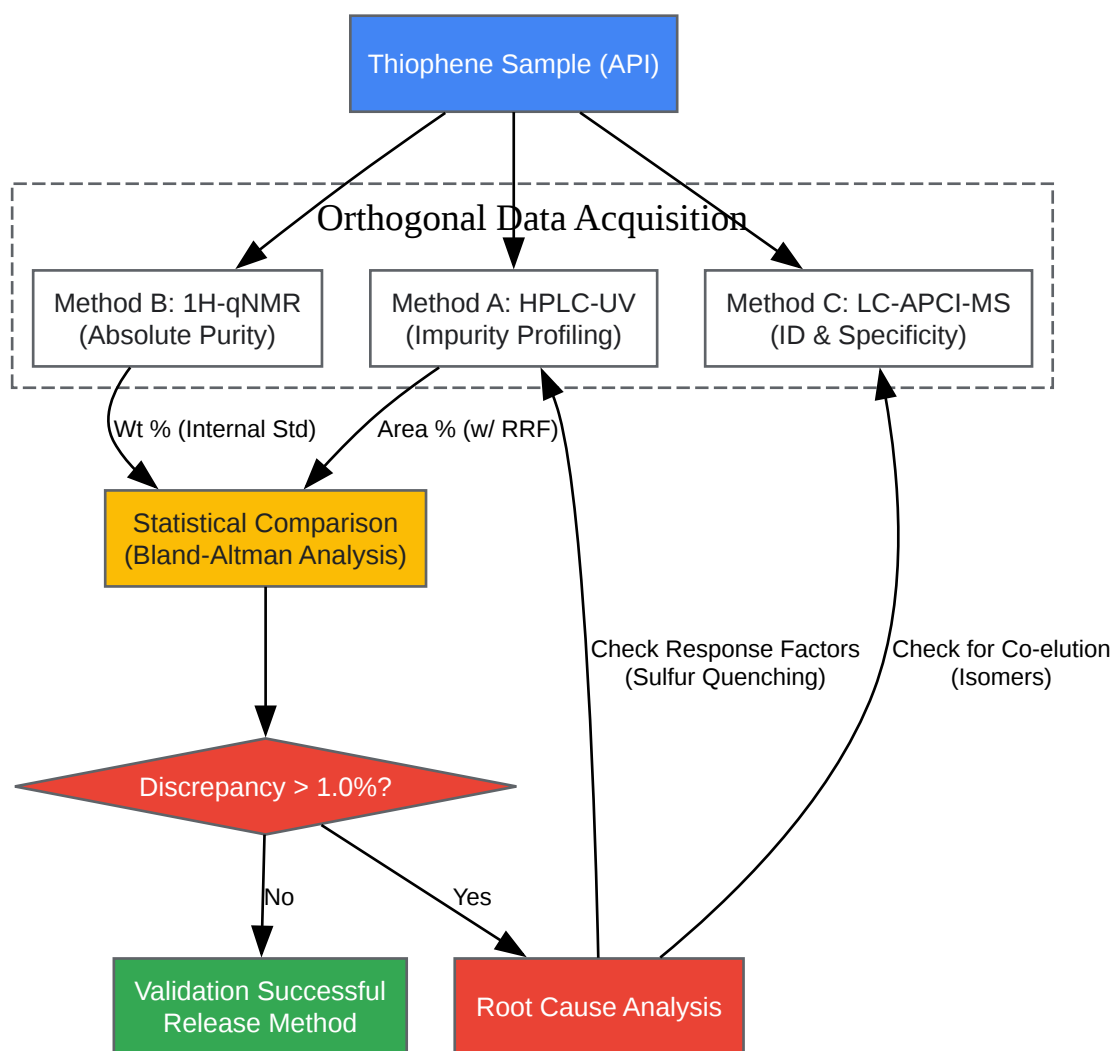 Thiophene Sample (API)
Orthogonal Data Acquisition
Method B: 1H-qNMR
(Absolute Purity)
Method A: HPLC-UV
(Impurity Profiling)
Method C: LC-APCI-MS
(ID & Specificity)
Wt % (Internal Std)
Area % (w/ RRF)
Statistical Comparison
(Bland-Altman Analysis)
Check Response Factors
(Sulfur Quenching)
Check for Co-elution
(Isomers)
Discrepancy > 1.0%?
No
Yes
Validation Successful
Release Method
Root Cause Analysis